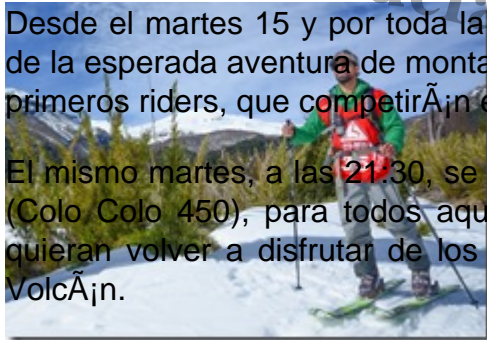 Desde el martes 15 y por toda la
de la esperada aventura de monta
primeros riders, que competirÃ¡n e
El mismo martes, a las 21:30, se
(Colo Colo 450), para todos aqu
quieran volver a disfrutar de los
VolcÃ¡n.